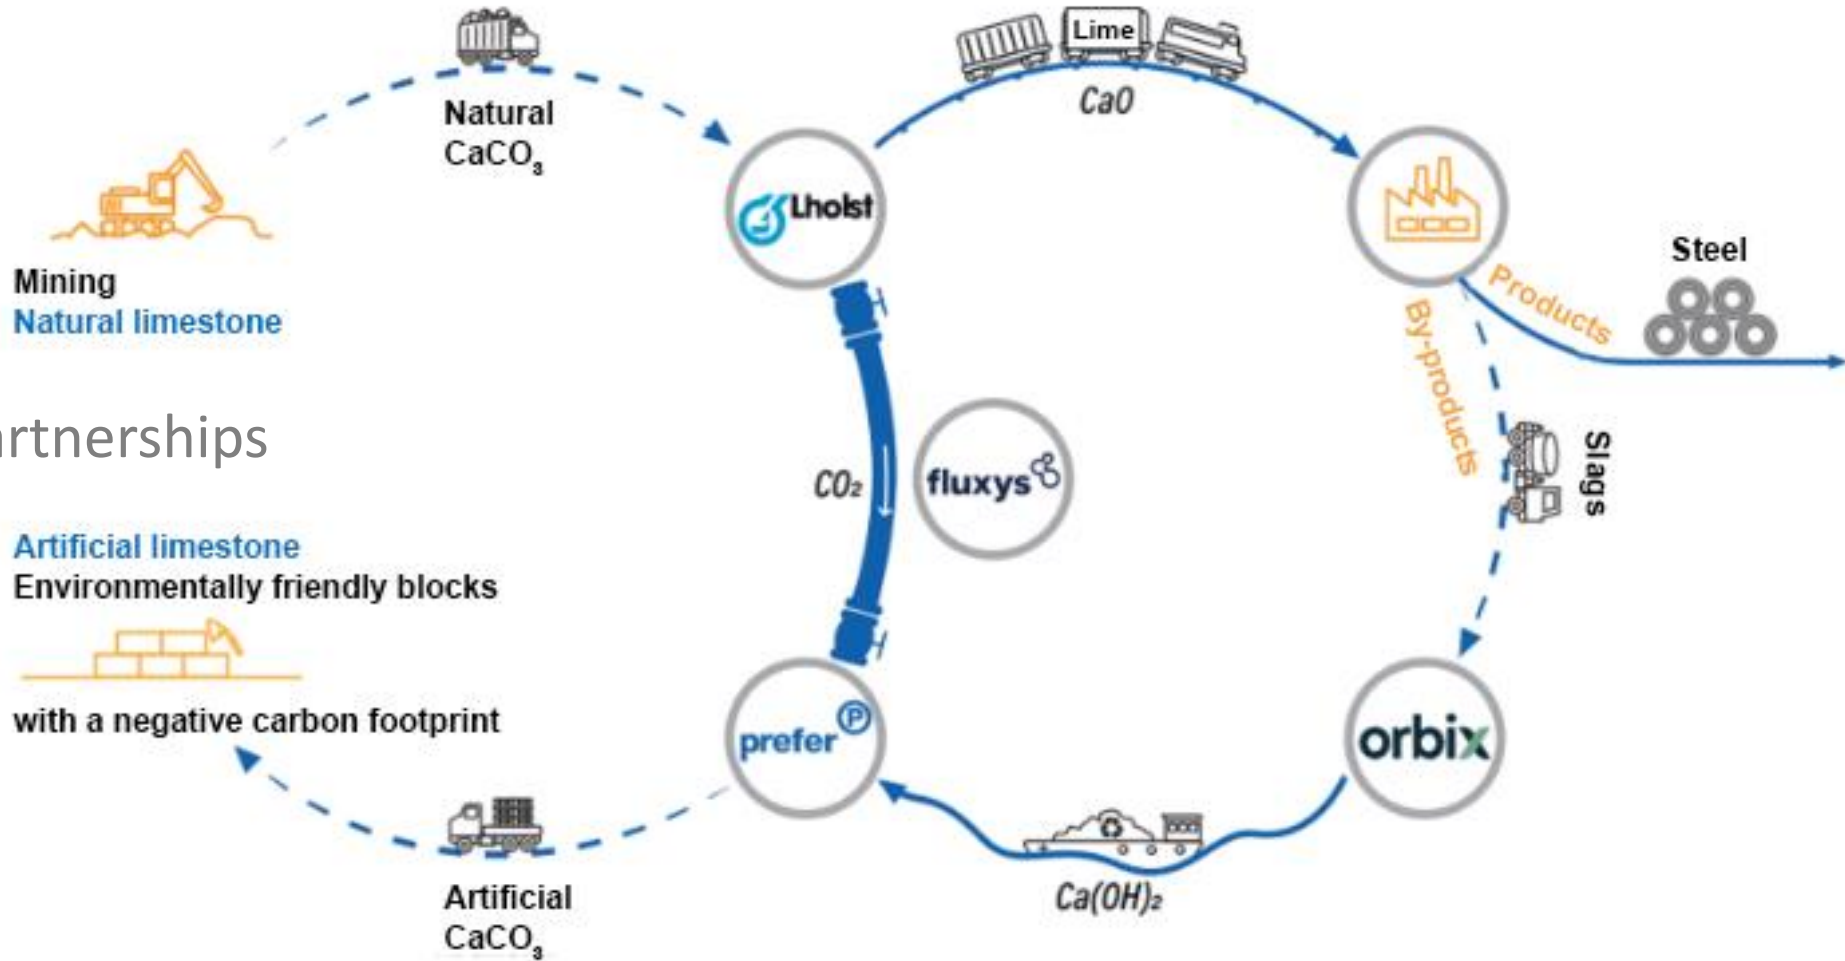 Lime
CaO
Natural
CaCO₃
Lhoist
Mining
Natural limestone
Steel
Products
By-products
Slags
artnerships
CO₂
fluxys
Artificial limestone
Environmentally friendly blocks
with a negative carbon footprint
prefer P
orbix
Ca(OH)₂
Artificial
CaCO₃